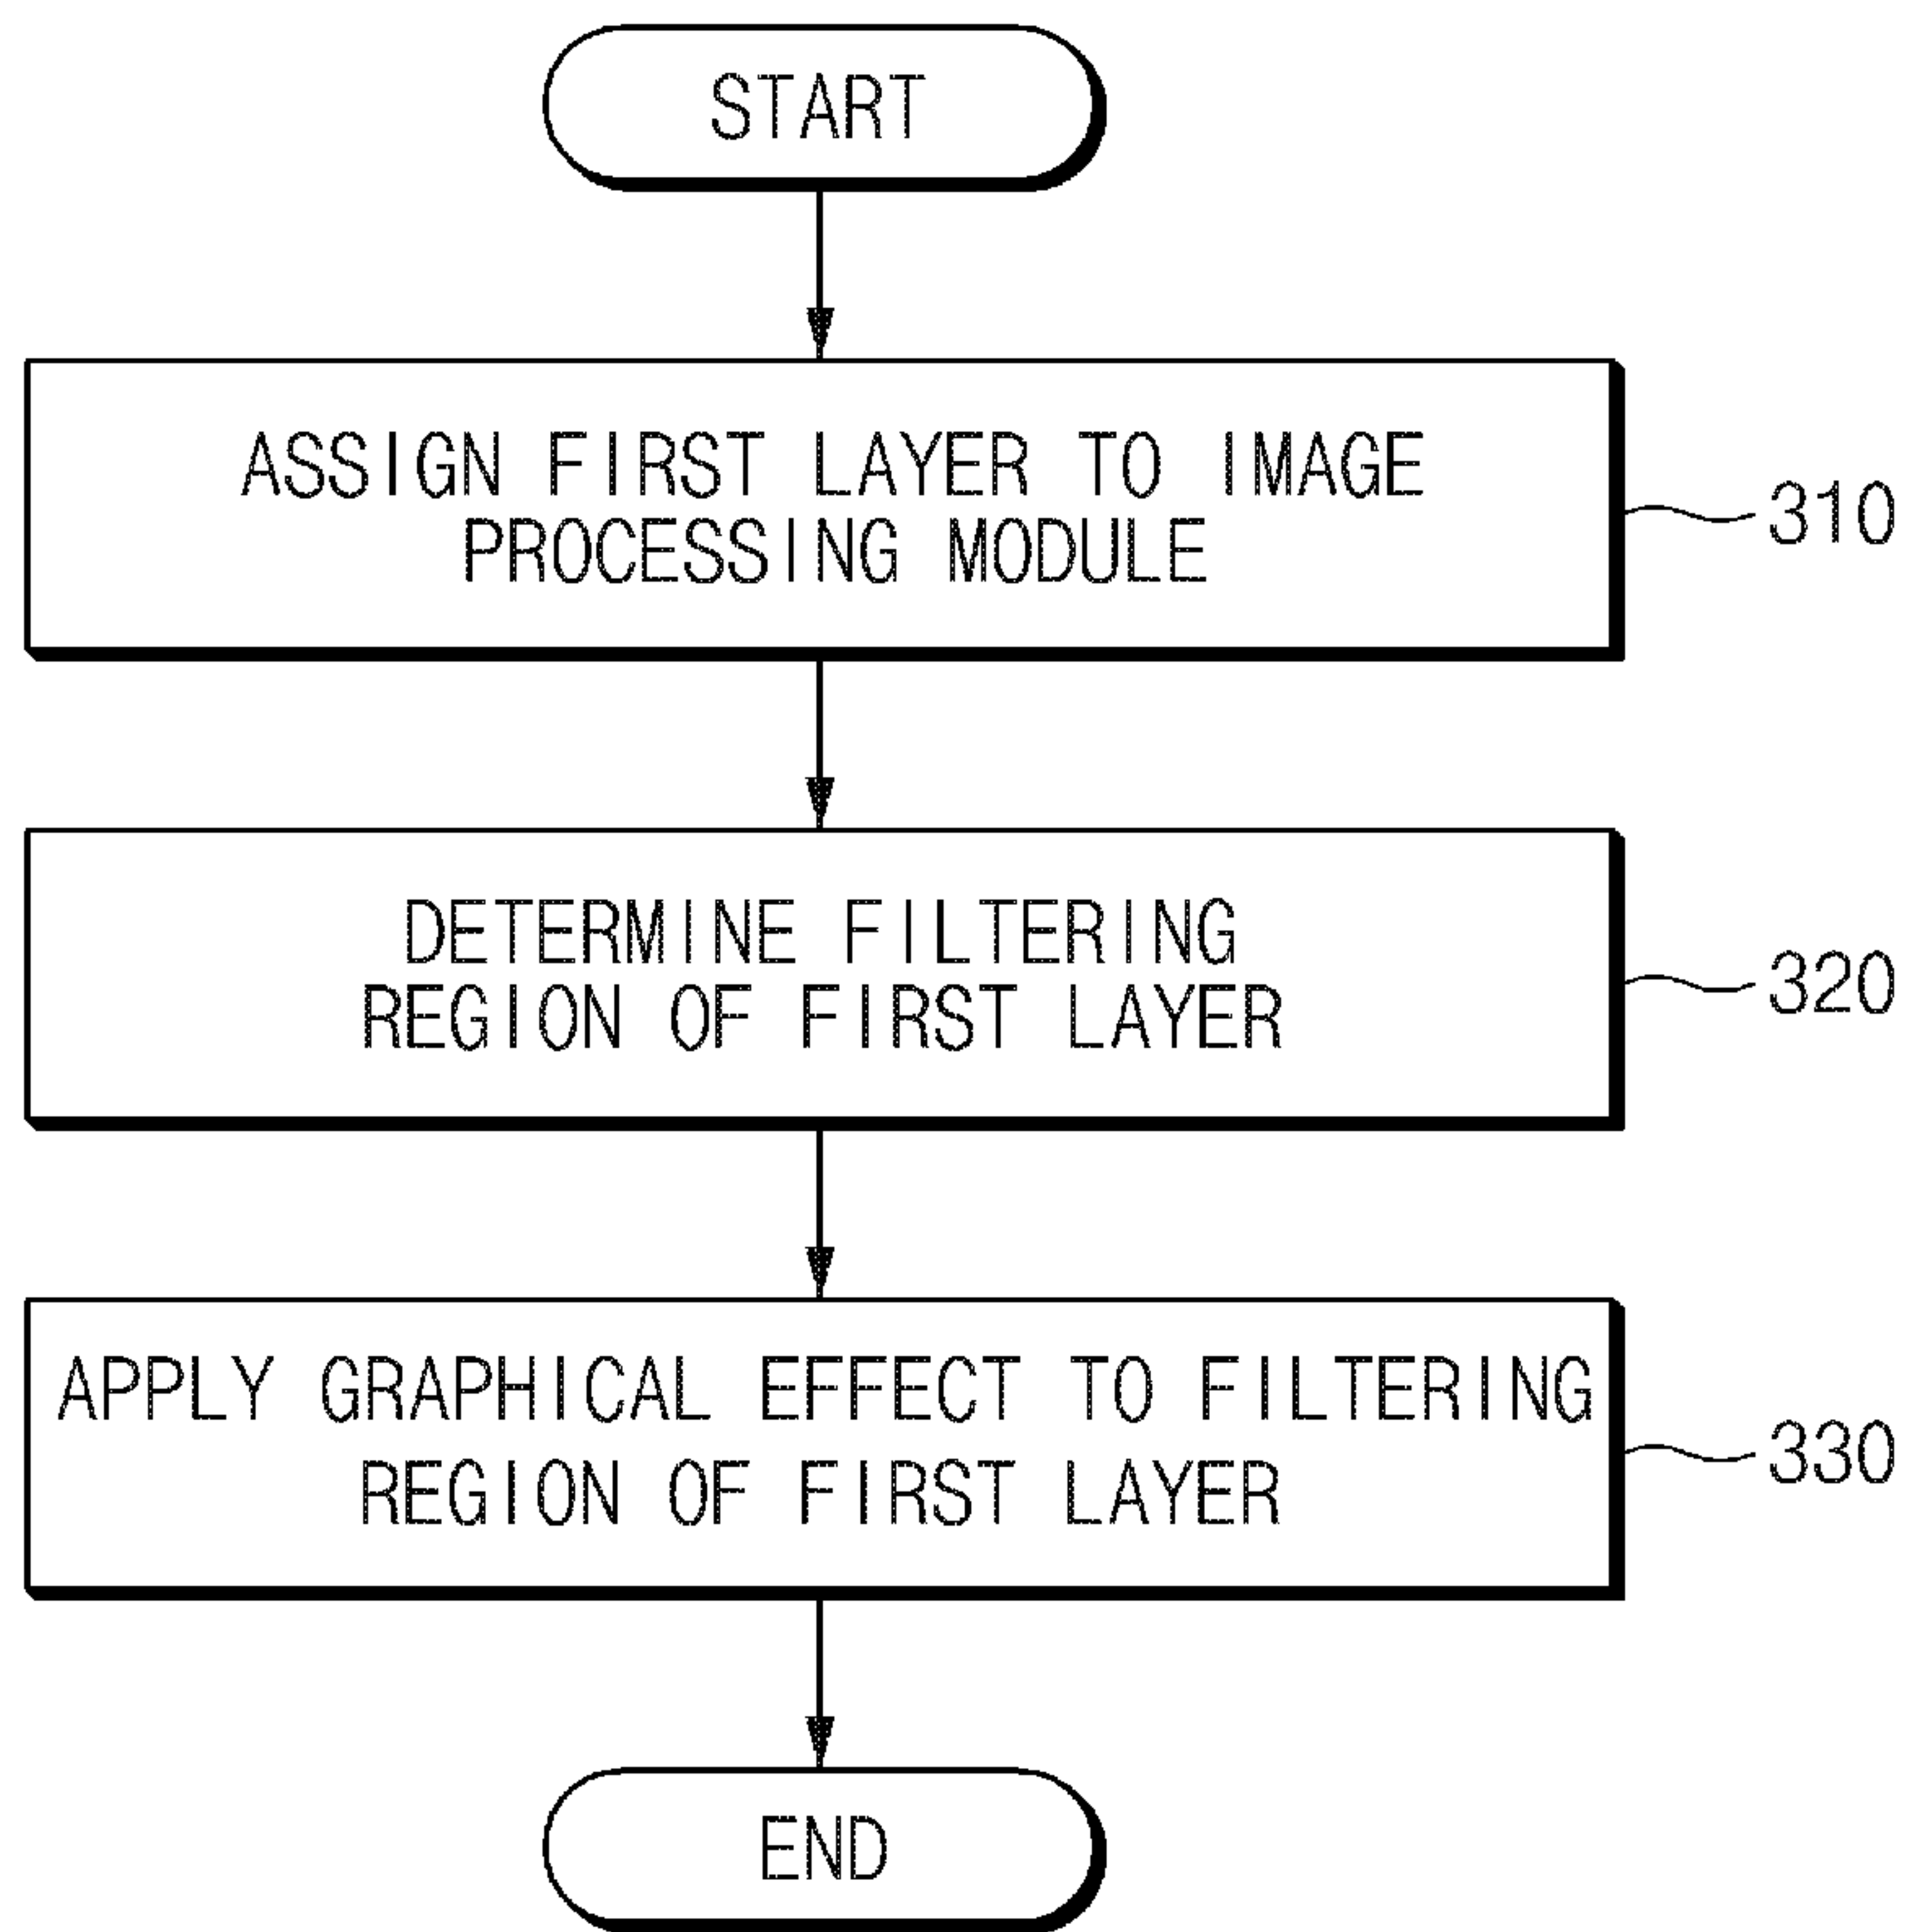 START
ASSIGN FIRST LAYER TO IMAGE
PROCESSING MODULE
310
DETERMINE FILTERING
REGION OF FIRST LAYER
320
APPLY GRAPHICAL EFFECT TO FILTERING
REGION OF FIRST LAYER
330
END